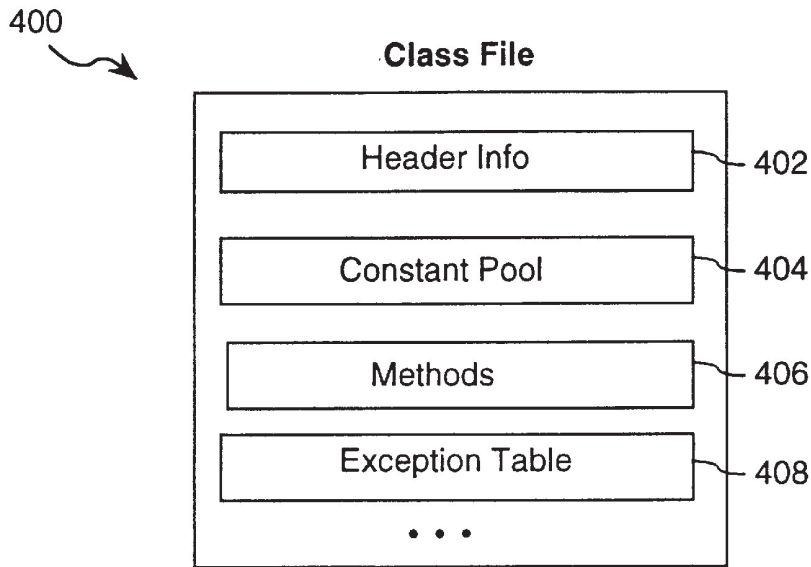 400
Class File
Header Info 402
Constant Pool 404
Methods 406
Exception Table 408
• • •